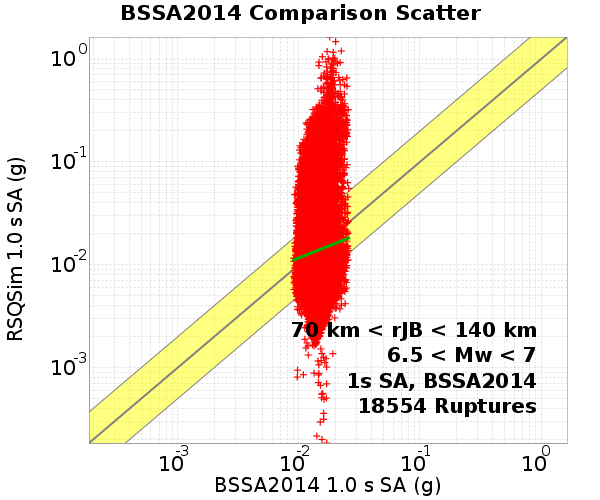 BSSA2014 Comparison Scatter
RSQSim 1.0 s SA (g)
10^0
10^-1
10^-2
10^-3
70 km < rJB < 140 km
6.5 < Mw < 7
1s SA, BSSA2014
18554 Ruptures
10^-3 10^-2 10^-1 10^0
BSSA2014 1.0 s SA (g)